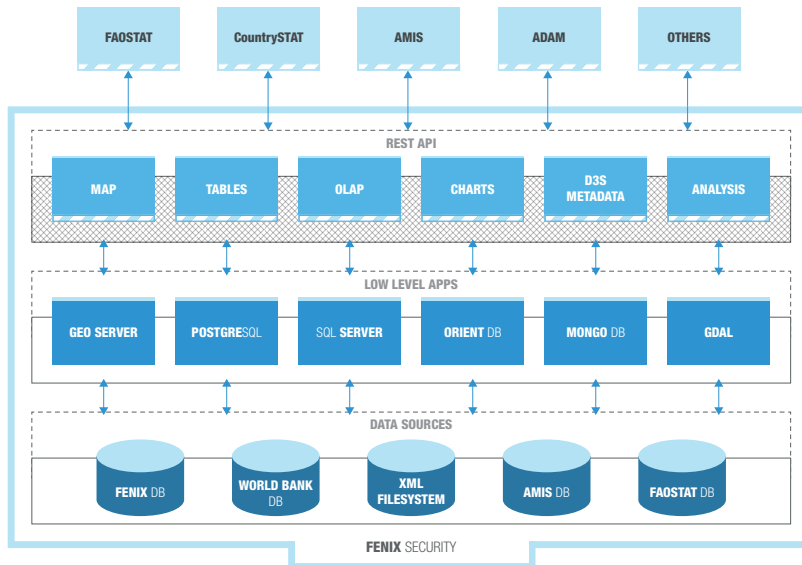 FAOSTAT
CountrySTAT
AMIS
ADAM
OTHERS
REST API
MAP
TABLES
OLAP
CHARTS
D3S
METADATA
ANALYSIS
LOW LEVEL APPS
GEO SERVER
POSTGRESQL
SQL SERVER
ORIENT DB
MONGO DB
GDAL
DATA SOURCES
FENIX DB
WORLD BANK
DB
XML
FILESYSTEM
AMIS DB
FAOSTAT DB
FENIX SECURITY